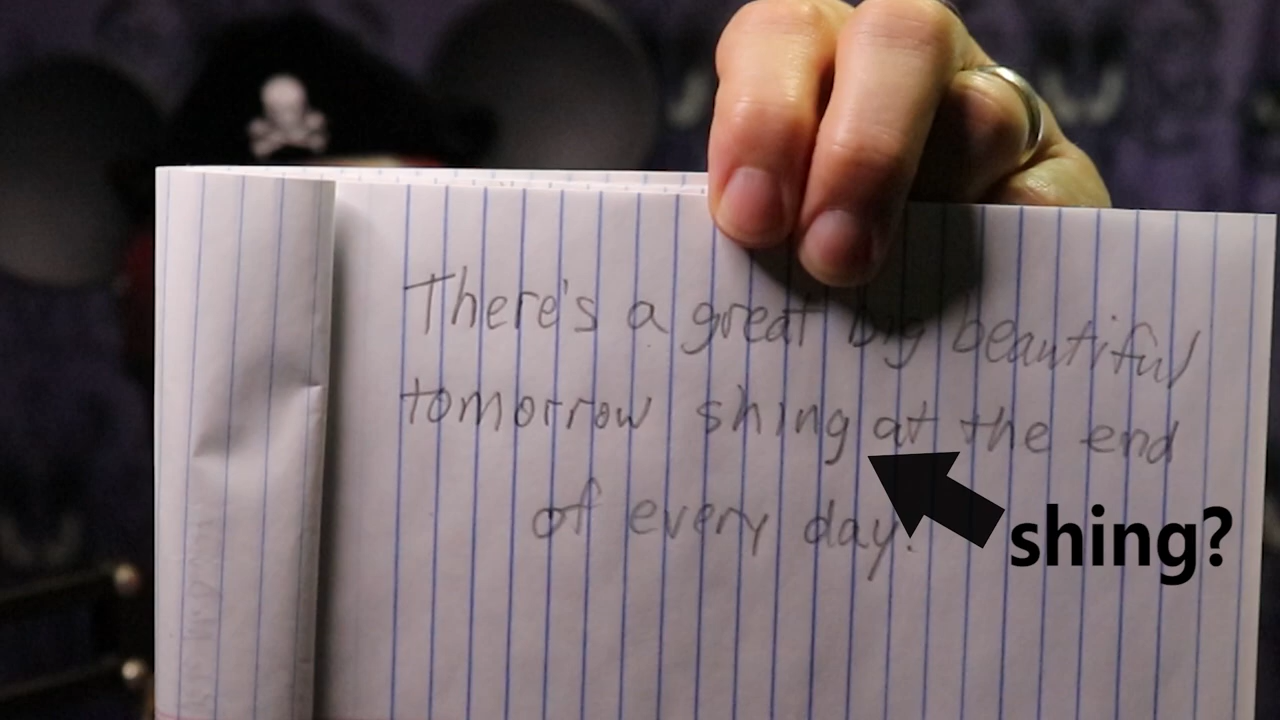 There's a great big beautiful
tomorrow shing at the end
of every day.
shing?